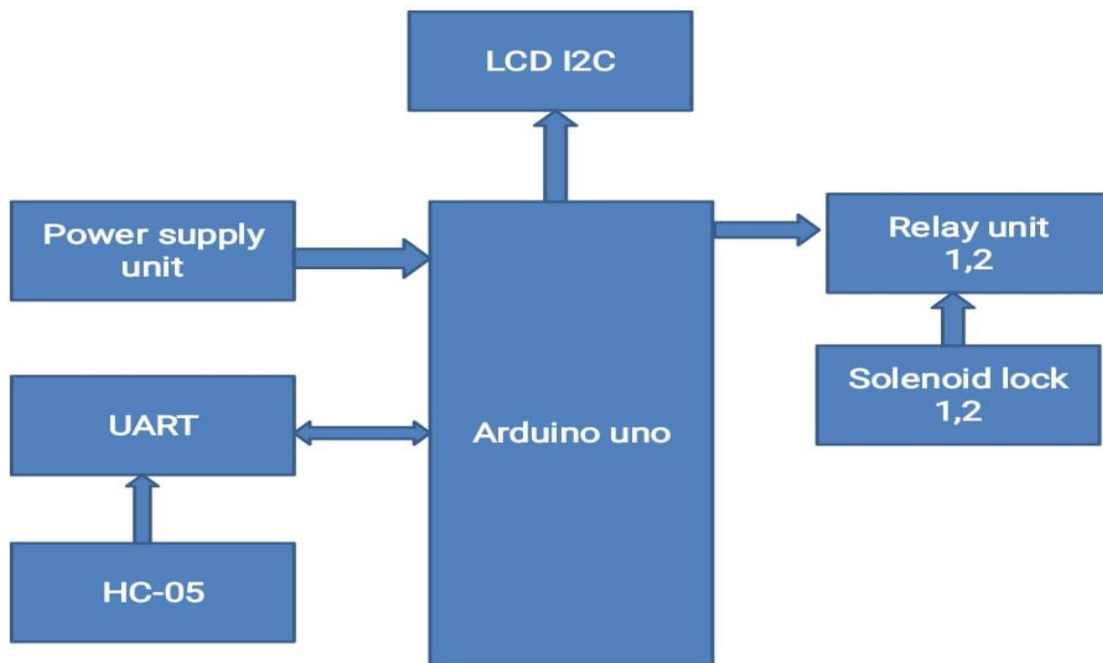 LCD I2C
Power supply
unit
Relay unit
1,2
Solenoid lock
1,2
UART
Arduino uno
HC-05